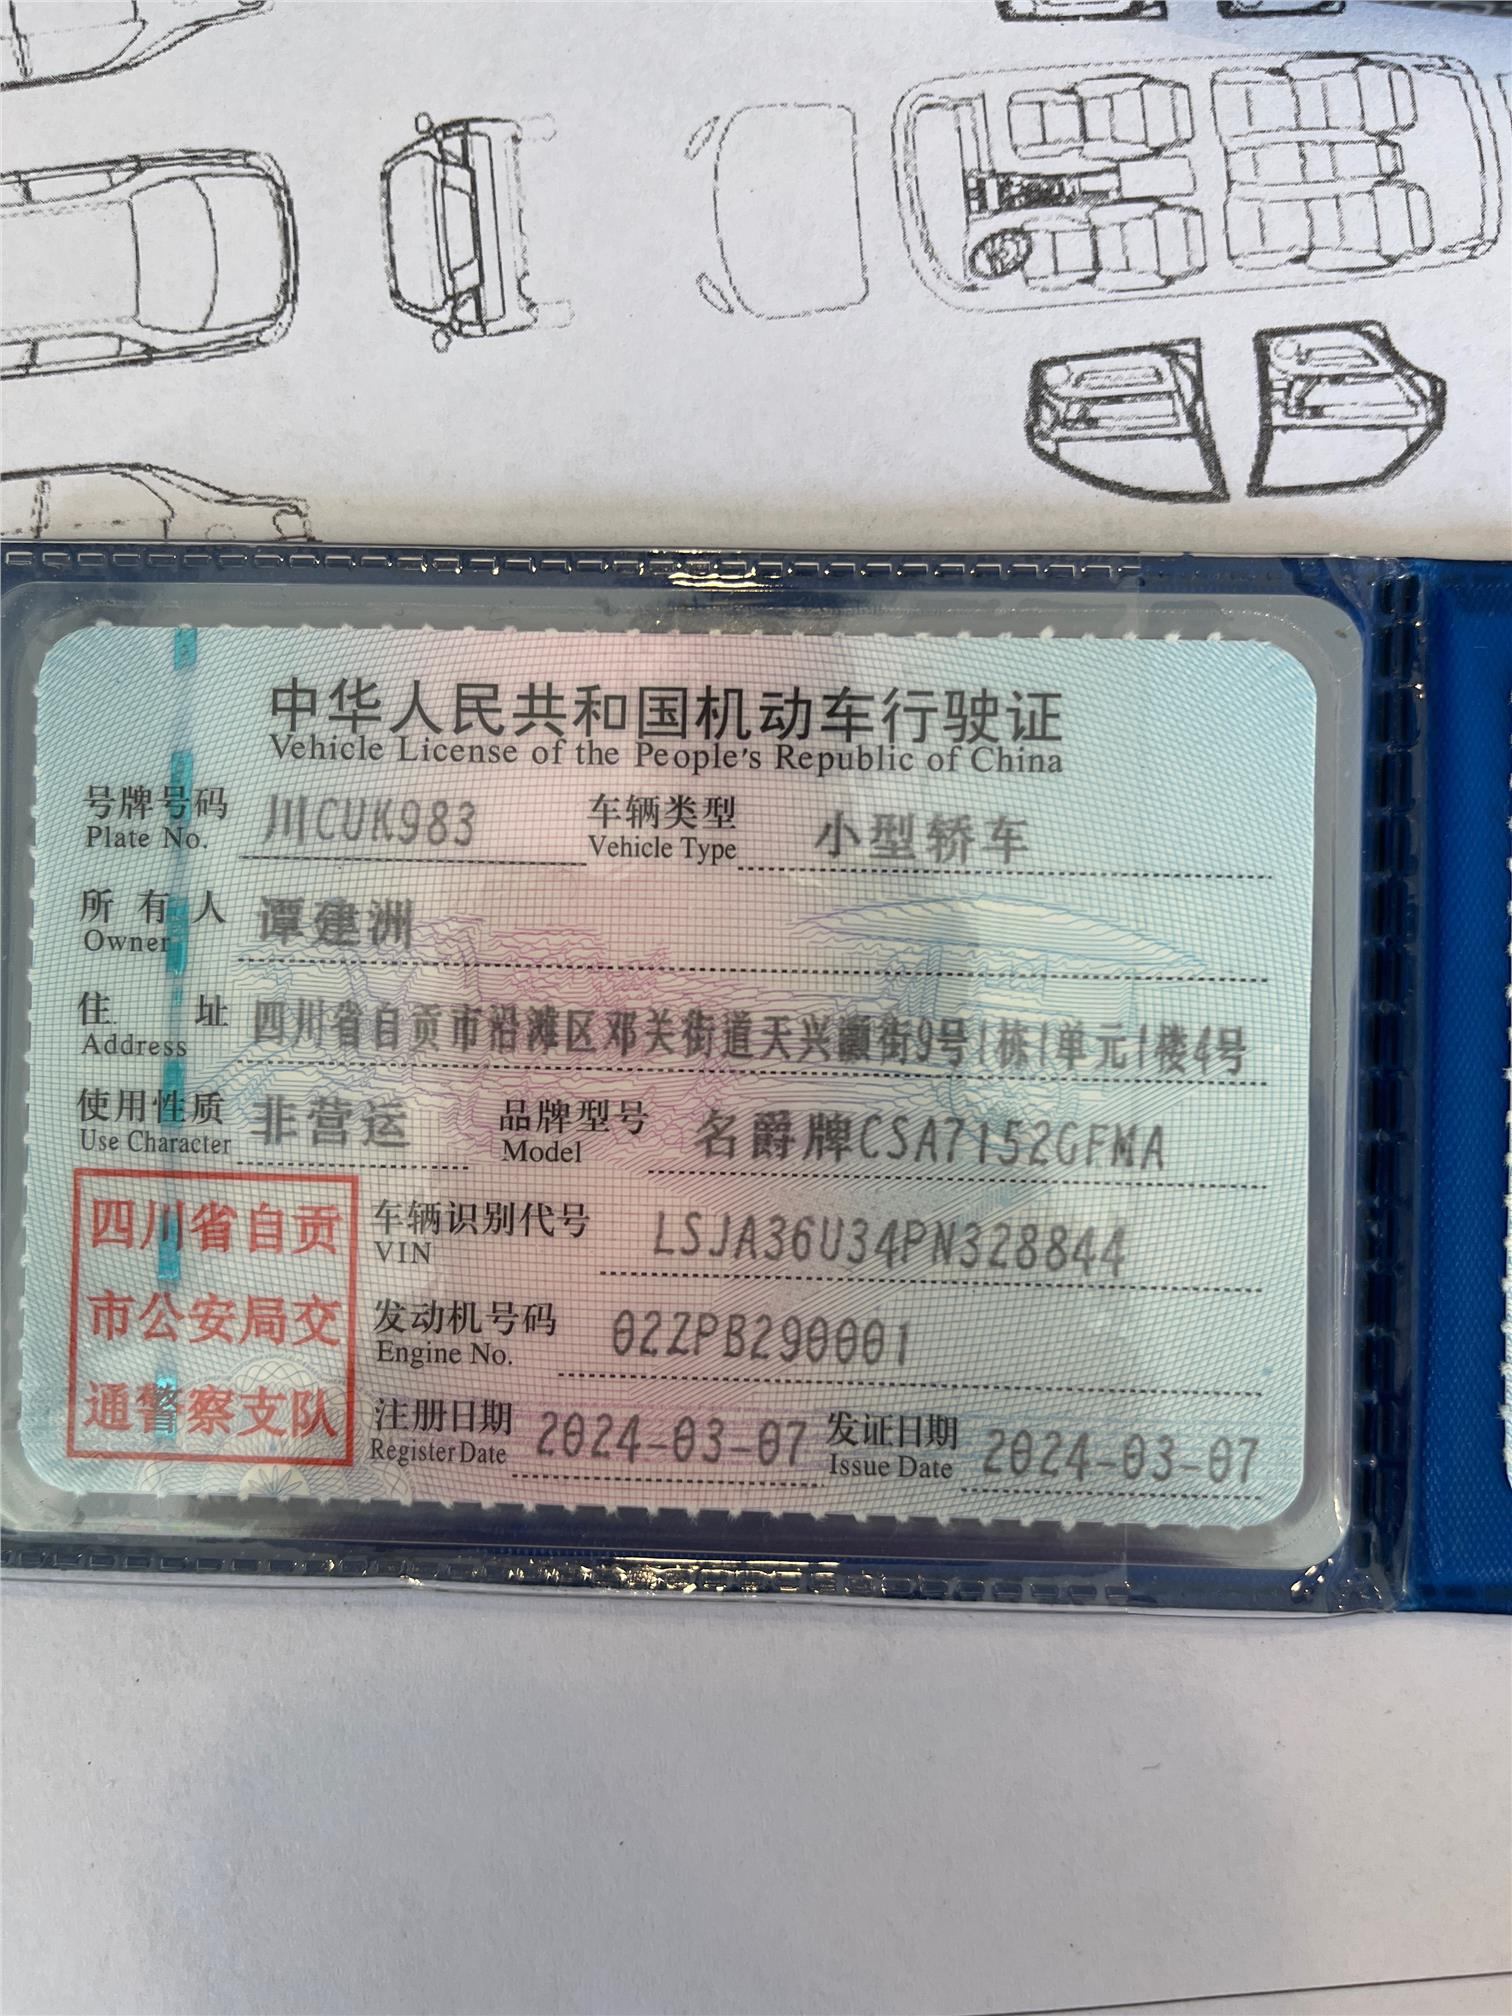 中华人民共和国机动车行驶证
Vehicle License of the People's Republic of China
号牌号码 川CUK983 车辆类型 小型轿车
Plate No. Vehicle Type
所有人 谭建洲
Owner
住址 四川省自贡市沿滩区邓关街道天兴灏街9号1栋1单元1楼4号
Address
使用性质 非营运 品牌型号 名爵牌CSA7152GFMA
Use Character Model
四川省自贡
市公安局交
通警察支队
车辆识别代号 LSJA36U34PN328844
VIN
发动机号码 02ZPB290001
Engine No.
注册日期 2024-03-07 发证日期 2024-03-07
Register Date Issue Date